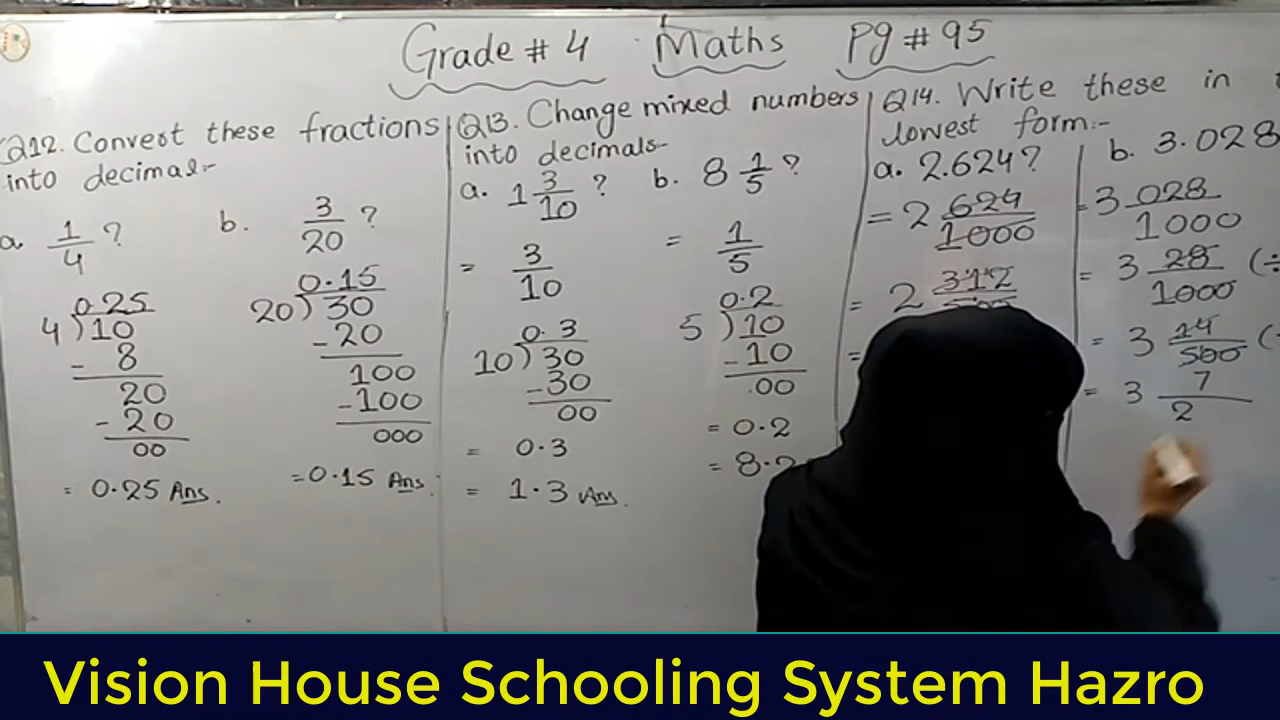 Grade # 4 Maths Pg # 95
Q12. Convert these fractions
into decimal:-
a. 1/4 ?
0.25
4)10
- 8
20
- 20
00
= 0.25 Ans.
b. 3/20 ?
0.15
20)30
- 20
100
- 100
000
= 0.15 Ans.
Q13. Change mixed numbers
into decimals-
a. 1 3/10 ?
= 3/10
0.3
10)30
- 30
00
= 0.3
= 1.3 Ans.
b. 8 1/5 ?
= 1/5
0.2
5)10
- 10
.00
= 0.2
= 8.2
Q14. Write these in
lowest form:-
a. 2.624 ?
= 2 624/1000
= 2 312/500
=
b. 3.028
= 3 028/1000
= 3 28/1000 (÷
= 3 14/500 (
= 3 7/2
Vision House Schooling System Hazro